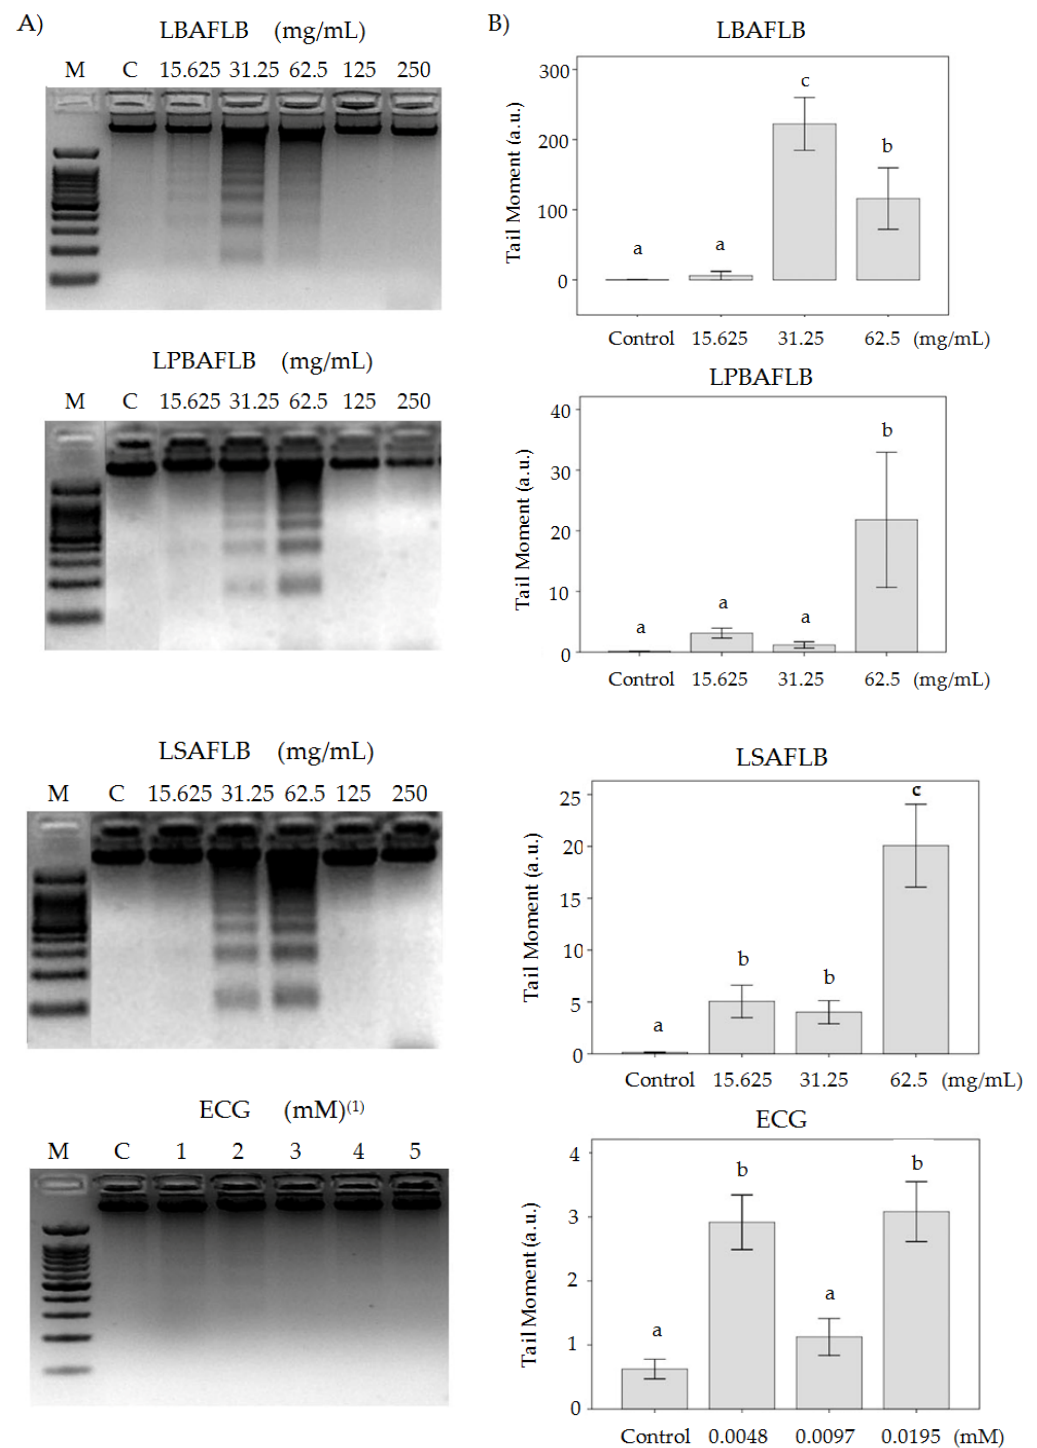 A)
LBAFLB (mg/mL)
M C 15.625 31.25 62.5 125 250
LPBAFLB (mg/mL)
M C 15.625 31.25 62.5 125 250
LSAFLB (mg/mL)
M C 15.625 31.25 62.5 125 250
ECG (mM)(1)
M C 1 2 3 4 5
B)
LBAFLB
Tail Moment (a.u.)
300
200
100
0
a a c b
Control 15.625 31.25 62.5 (mg/mL)
LPBAFLB
Tail Moment (a.u.)
40
30
20
10
0
a a a b
Control 15.625 31.25 62.5 (mg/mL)
LSAFLB
Tail Moment (a.u.)
25
20
15
10
5
0
a b b c
Control 15.625 31.25 62.5 (mg/mL)
ECG
Tail Moment (a.u.)
4
3
2
1
0
a b a b
Control 0.0048 0.0097 0.0195 (mM)